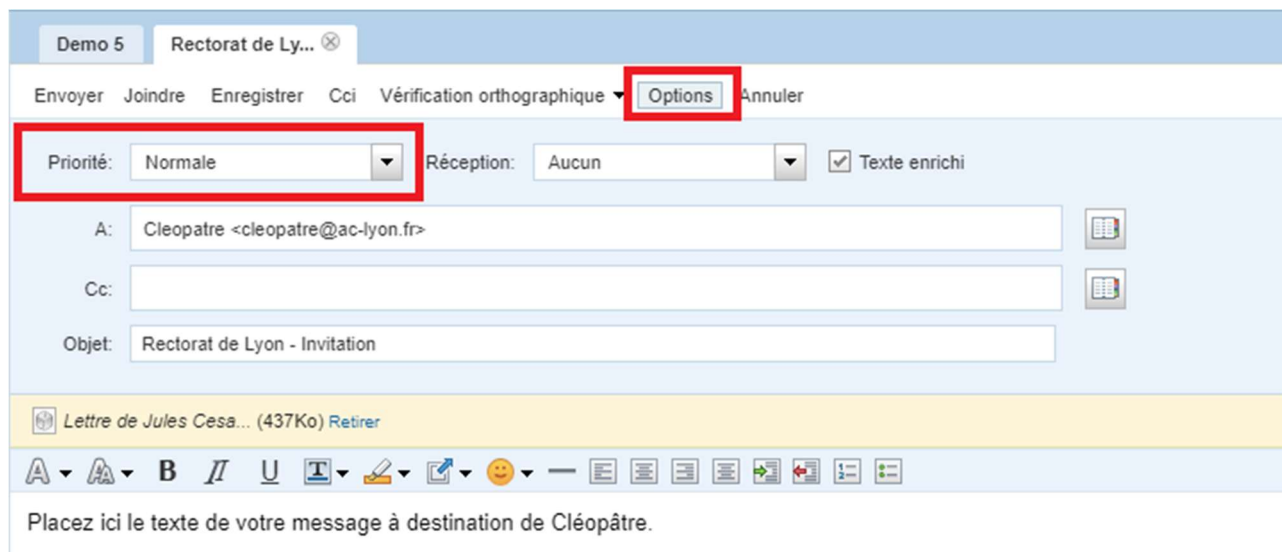 Demo 5 Rectorat de Ly...
Envoyer Joindre Enregistrer Cci Vérification orthographique Options Annuler
Priorité: Normale Réception: Aucun Texte enrichi
A: Cleopatre <cleopatre@ac-lyon.fr>
Cc:
Objet: Rectorat de Lyon - Invitation
Lettre de Jules Cesa... (437Ko) Retirer
Placez ici le texte de votre message à destination de Cléopâtre.